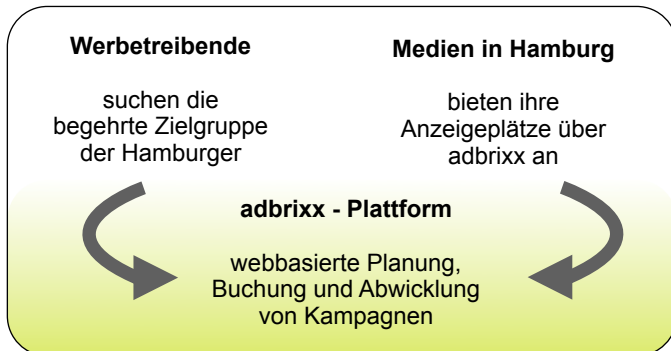 Werbetreibende
suchen die
begehrte Zielgruppe
der Hamburger
Medien in Hamburg
bieten ihre
Anzeigeplätze über
adbrixx an
adbrixx - Plattform
webbasierte Planung,
Buchung und Abwicklung
von Kampagnen